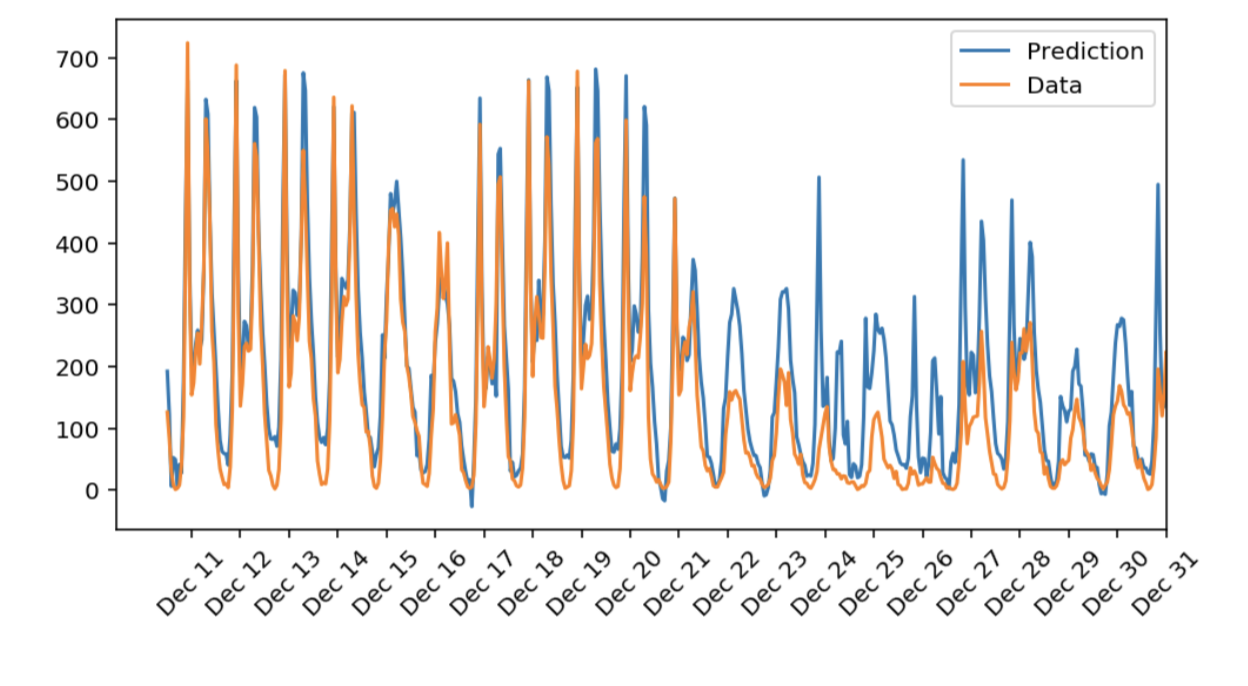 700
600
500
400
300
200
100
0
Prediction
Data
Dec 11
Dec 12
Dec 13
Dec 14
Dec 15
Dec 16
Dec 17
Dec 18
Dec 19
Dec 20
Dec 21
Dec 22
Dec 23
Dec 24
Dec 25
Dec 26
Dec 27
Dec 28
Dec 29
Dec 30
Dec 31